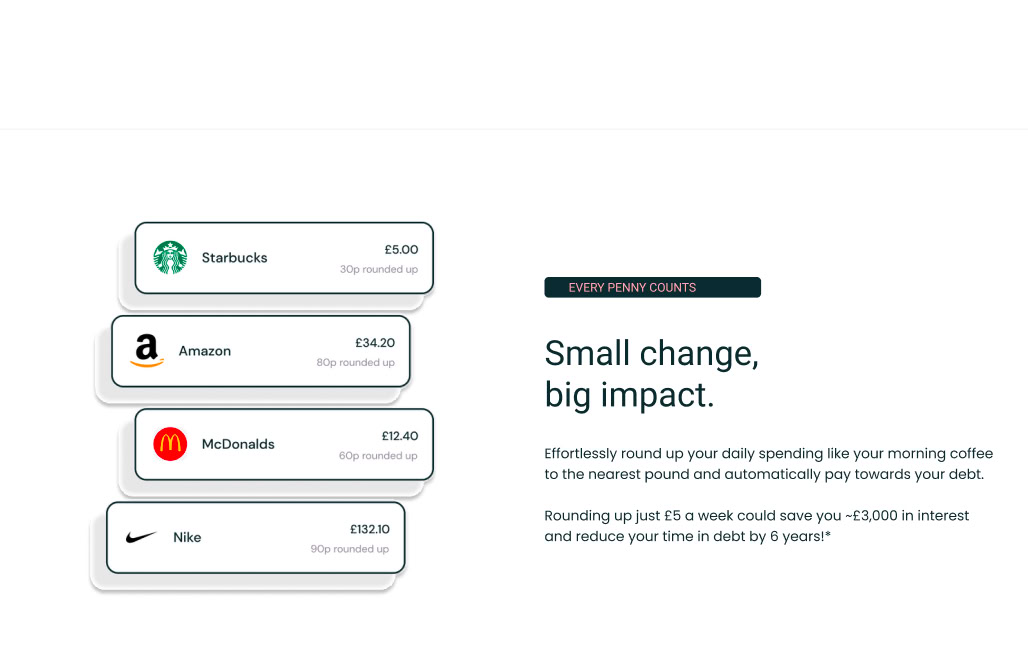 Starbucks
£5.00
30p rounded up
Amazon
£34.20
80p rounded up
McDonalds
£12.40
60p rounded up
Nike
£132.10
90p rounded up
EVERY PENNY COUNTS
Small change,
big impact.
Effortlessly round up your daily spending like your morning coffee
to the nearest pound and automatically pay towards your debt.
Rounding up just £5 a week could save you ~£3,000 in interest
and reduce your time in debt by 6 years!*